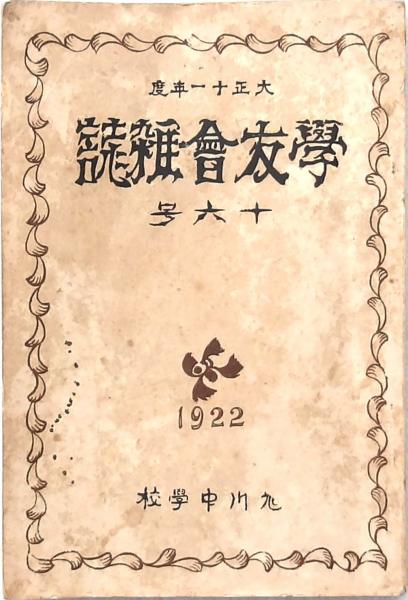 大正十一年度
學友會雜誌
十六号
1922
旭川中學校